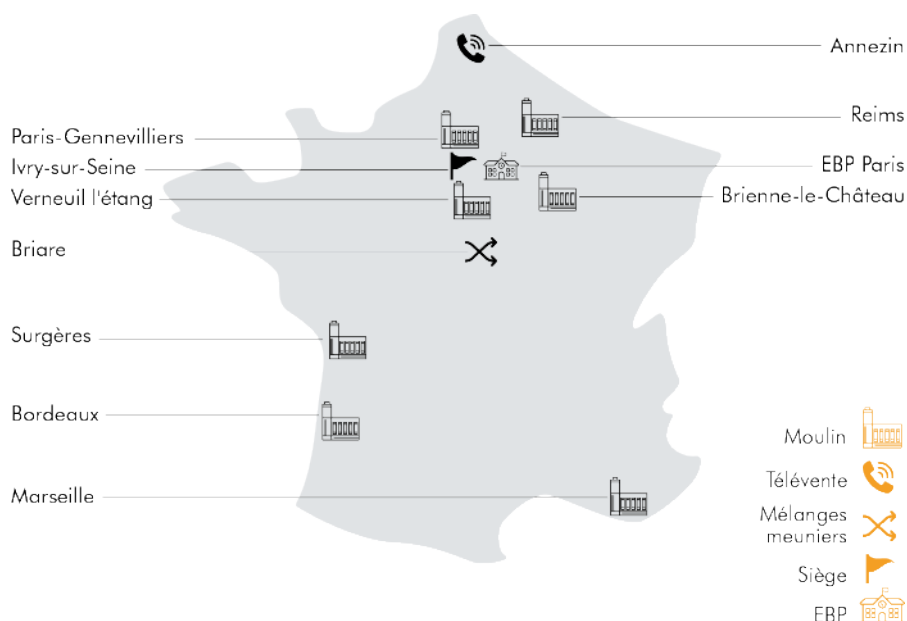 Annezin
Reims
Paris-Gennevilliers
Ivry-sur-Seine
EBP Paris
Verneuil l'étang
Brienne-le-Château
Briare
Surgères
Bordeaux
Marseille
Moulin
Télévente
Mélanges
meuniers
Siège
EBP